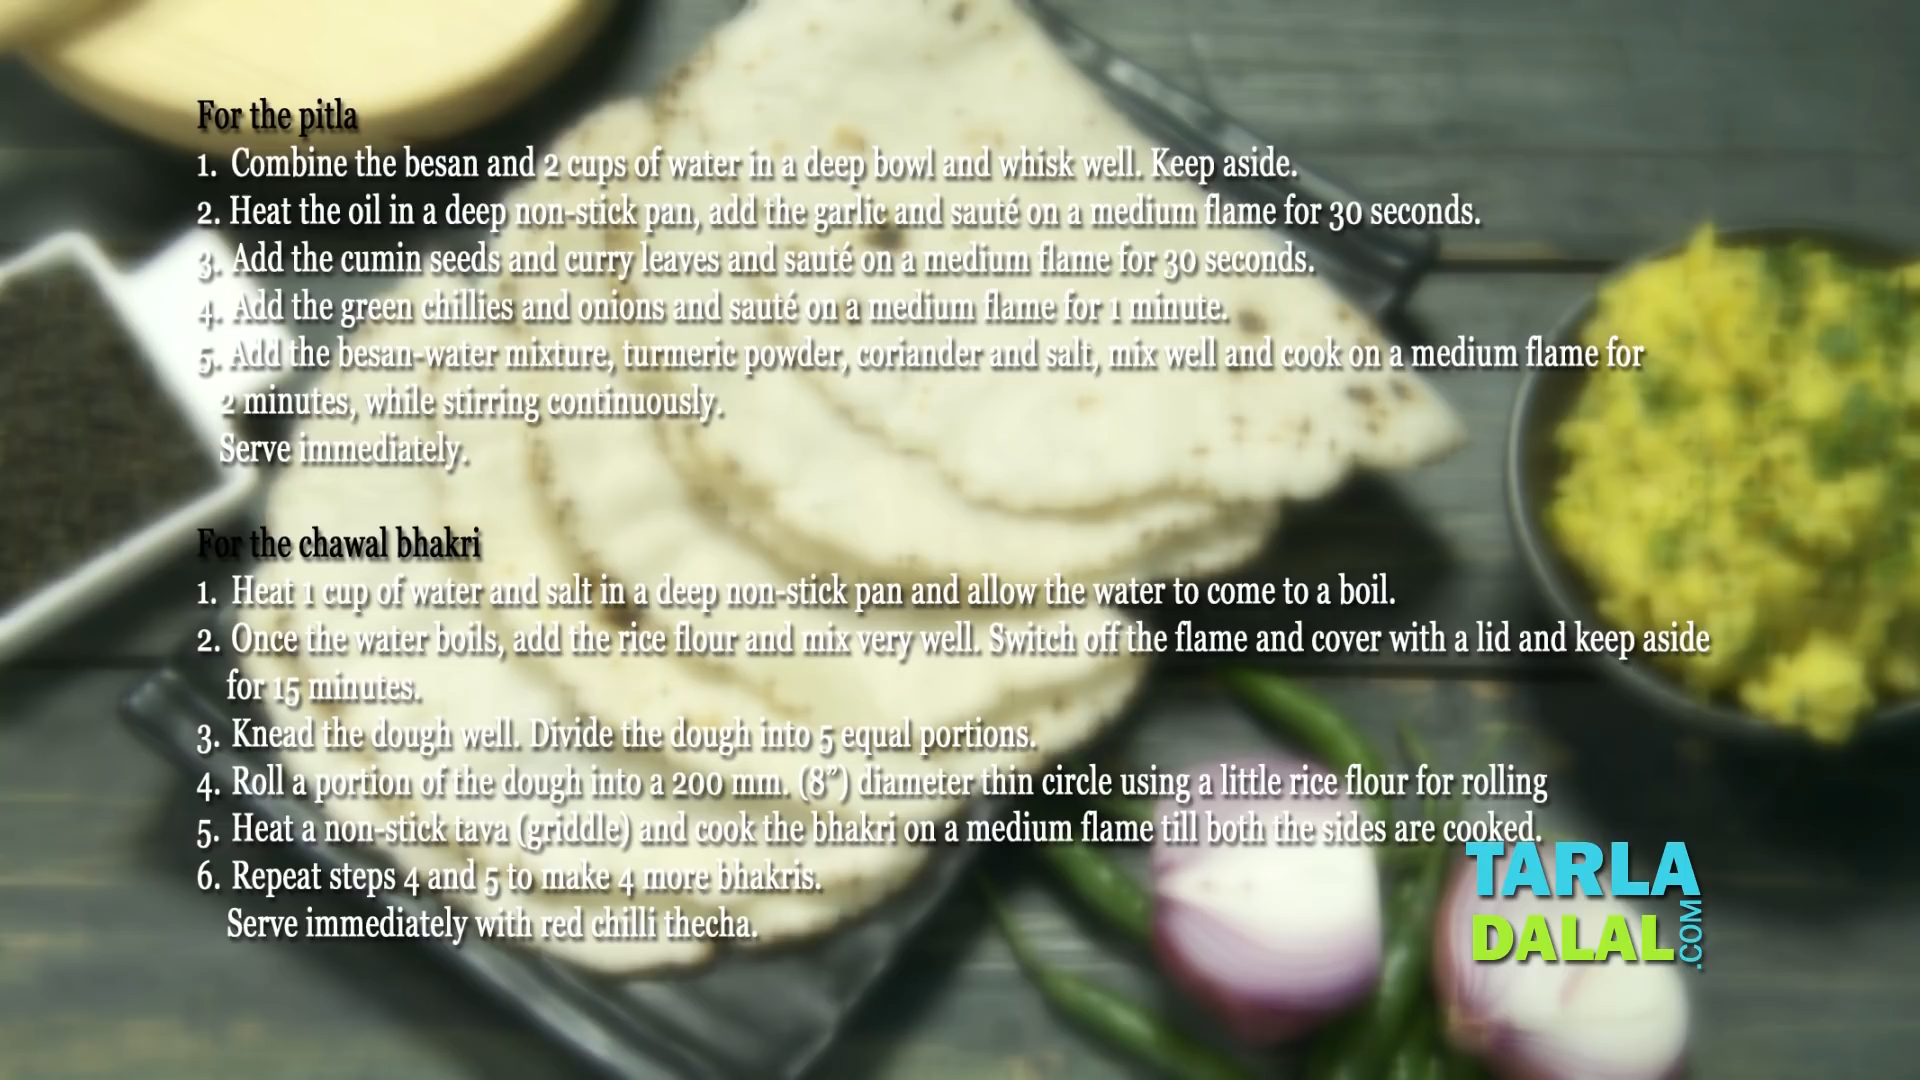 For the pitla
1. Combine the besan and 2 cups of water in a deep bowl and whisk well. Keep aside.
2. Heat the oil in a deep non-stick pan, add the garlic and sauté on a medium flame for 30 seconds.
3. Add the cumin seeds and curry leaves and sauté on a medium flame for 30 seconds.
4. Add the green chillies and onions and sauté on a medium flame for 1 minute.
5. Add the besan-water mixture, turmeric powder, coriander and salt, mix well and cook on a medium flame for
2 minutes, while stirring continuously.
Serve immediately.
For the chawal bhakri
1. Heat 1 cup of water and salt in a deep non-stick pan and allow the water to come to a boil.
2. Once the water boils, add the rice flour and mix very well. Switch off the flame and cover with a lid and keep aside
for 15 minutes.
3. Knead the dough well. Divide the dough into 5 equal portions.
4. Roll a portion of the dough into a 200 mm. (8”) diameter thin circle using a little rice flour for rolling
5. Heat a non-stick tava (griddle) and cook the bhakri on a medium flame till both the sides are cooked.
6. Repeat steps 4 and 5 to make 4 more bhakris.
Serve immediately with red chilli thecha.
TARLA
DALAL
.COM